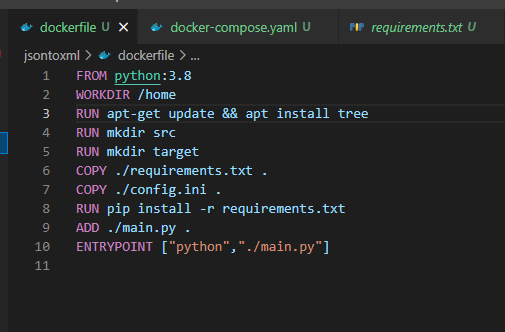 dockerfile U
docker-compose.yaml U
requirements.txt U
jsontoxml > dockerfile > ...
1 FROM python:3.8
2 WORKDIR /home
3 RUN apt-get update && apt install tree
4 RUN mkdir src
5 RUN mkdir target
6 COPY ./requirements.txt .
7 COPY ./config.ini .
8 RUN pip install -r requirements.txt
9 ADD ./main.py .
10 ENTRYPOINT ["python","./main.py"]
11